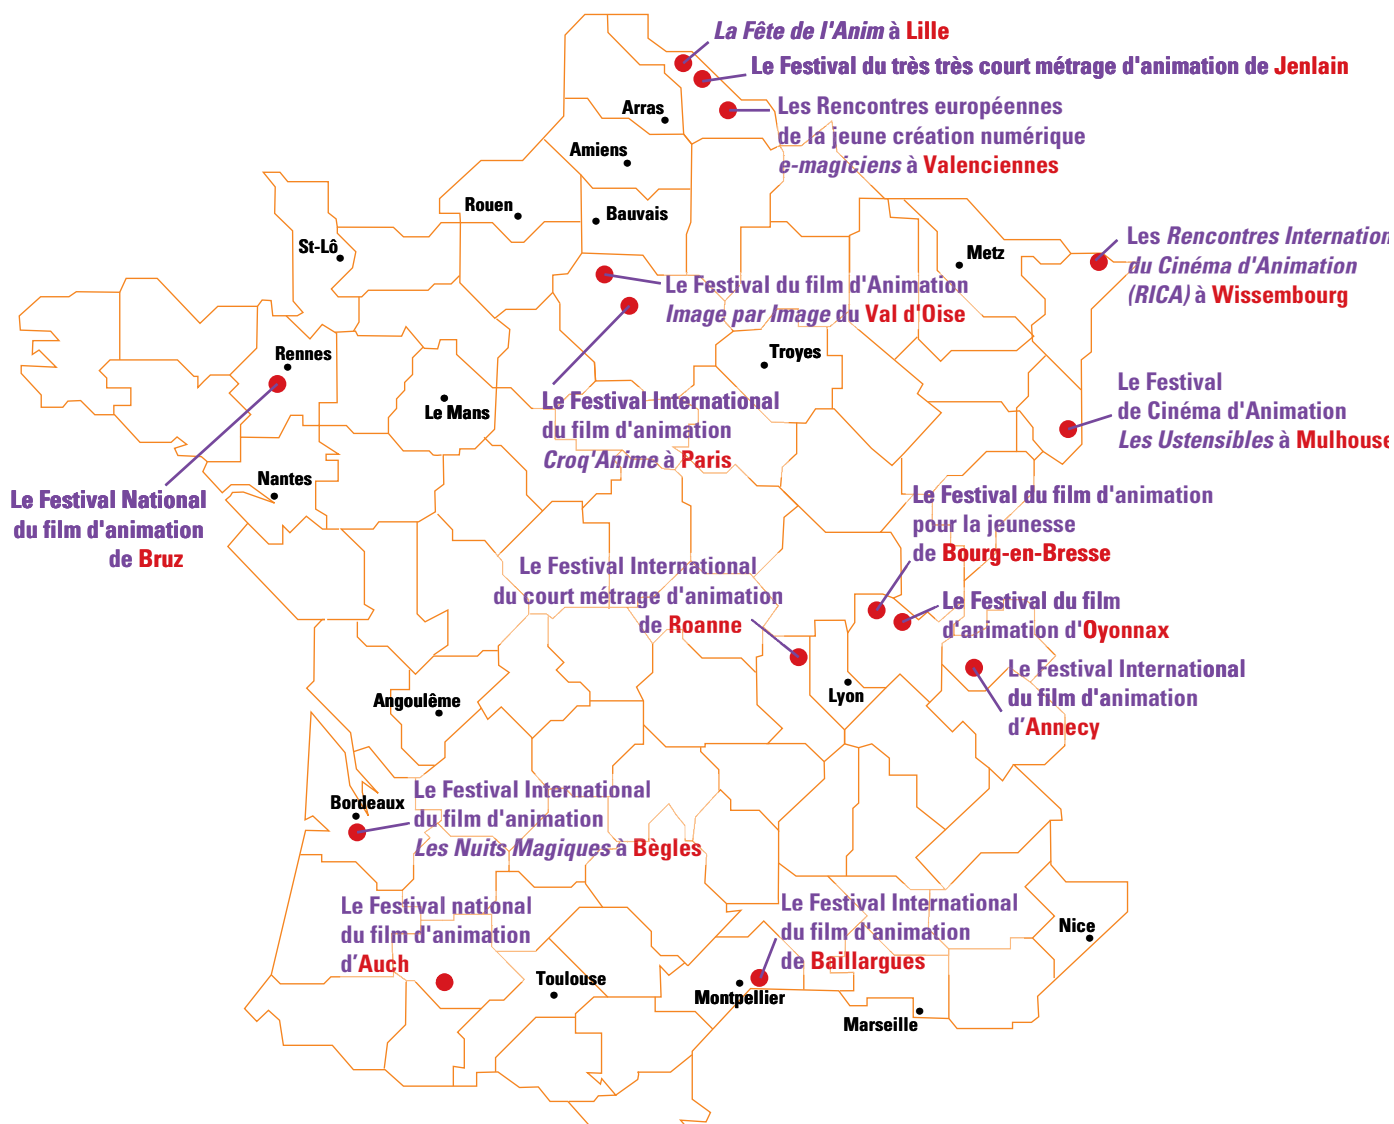 La Fête de l'Anim à Lille
Le Festival du très très court métrage d'animation de Jenlain
Les Rencontres européennes
de la jeune création numérique
e-magiciens à Valenciennes
Arras
Amiens
Rouen
Bauvais
St-Lô
Metz
Les Rencontres Internation
du Cinéma d'Animation
(RICA) à Wissembourg
Le Festival du film d'Animation
Image par Image du Val d'Oise
Rennes
Troyes
Le Mans
Le Festival International
du film d'animation
Croq'Anime à Paris
Le Festival
de Cinéma d'Animation
Les Ustensibles à Mulhouse
Nantes
Le Festival National
du film d'animation
de Bruz
Le Festival du film d'animation
pour la jeunesse
de Bourg-en-Bresse
Le Festival International
du court métrage d'animation
de Roanne
Le Festival du film
d'animation d'Oyonnax
Le Festival International
du film d'animation
d'Annecy
Lyon
Angoulême
Bordeaux
Le Festival International
du film d'animation
Les Nuits Magiques à Bègles
Le Festival national
du film d'animation
d'Auch
Le Festival International
du film d'animation
de Baillargues
Nice
Toulouse
Montpellier
Marseille